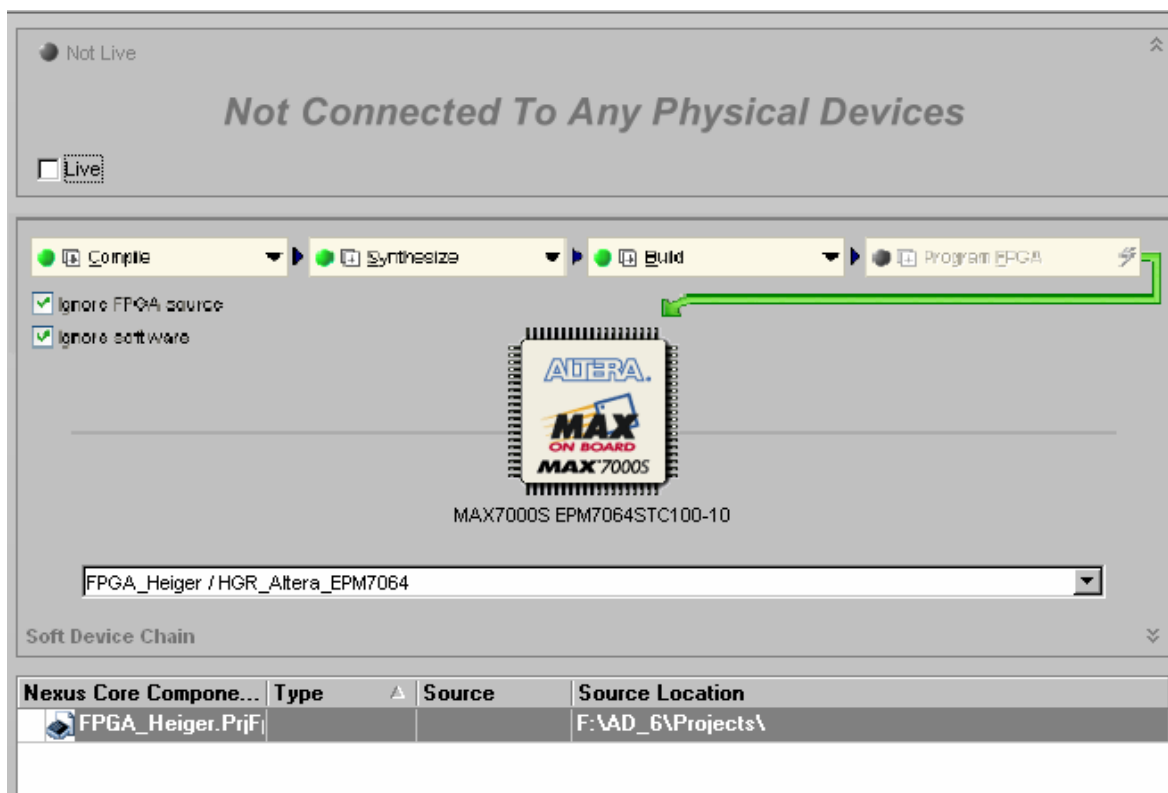 Not Live
Not Connected To Any Physical Devices
Live
Compile Synthesize Build Program FPGA
Ignore FPGA source
Ignore software
ALTERA.
MAX
ON BOARD
MAX 7000S
MAX7000S EPM7064STC100-10
FPGA_Heiger / HGR_Altera_EPM7064
Soft Device Chain
Nexus Core Compone... Type Source Source Location
FPGA_Heiger.PrjF F:\AD_6\Projects\